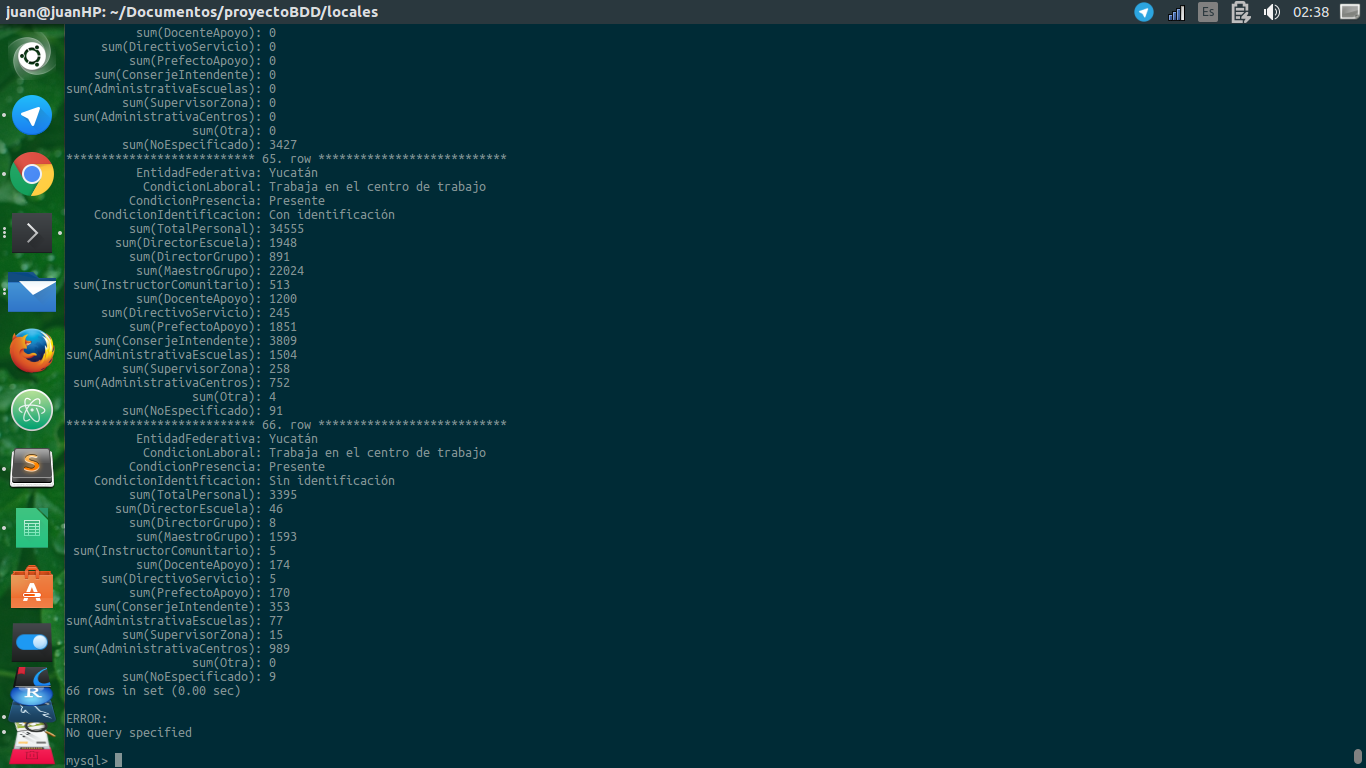 juan@juanHP: ~/Documentos/proyectoBDD/locales
Es
02:38
sum(DocenteApoyo): 0
sum(DirectivoServicio): 0
sum(PrefectoApoyo): 0
sum(ConserjeIntendente): 0
sum(AdministrativaEscuelas): 0
sum(SupervisorZona): 0
sum(AdministrativaCentros): 0
sum(Otra): 0
sum(NoEspecificado): 3427
*************************** 65. row ***************************
EntidadFederativa: Yucatán
CondicionLaboral: Trabaja en el centro de trabajo
CondicionPresencia: Presente
CondicionIdentificacion: Con identificación
sum(TotalPersonal): 34555
sum(DirectorEscuela): 1948
sum(DirectorGrupo): 891
sum(MaestroGrupo): 22024
sum(InstructorComunitario): 513
sum(DocenteApoyo): 1200
sum(DirectivoServicio): 245
sum(PrefectoApoyo): 1851
sum(ConserjeIntendente): 3809
sum(AdministrativaEscuelas): 1504
sum(SupervisorZona): 258
sum(AdministrativaCentros): 752
sum(Otra): 4
sum(NoEspecificado): 91
*************************** 66. row ***************************
EntidadFederativa: Yucatán
CondicionLaboral: Trabaja en el centro de trabajo
CondicionPresencia: Presente
CondicionIdentificacion: Sin identificación
sum(TotalPersonal): 3395
sum(DirectorEscuela): 46
sum(DirectorGrupo): 8
sum(MaestroGrupo): 1593
sum(InstructorComunitario): 5
sum(DocenteApoyo): 174
sum(DirectivoServicio): 5
sum(PrefectoApoyo): 170
sum(ConserjeIntendente): 353
sum(AdministrativaEscuelas): 77
sum(SupervisorZona): 15
sum(AdministrativaCentros): 989
sum(Otra): 0
sum(NoEspecificado): 9
66 rows in set (0.00 sec)
ERROR:
No query specified
mysql>